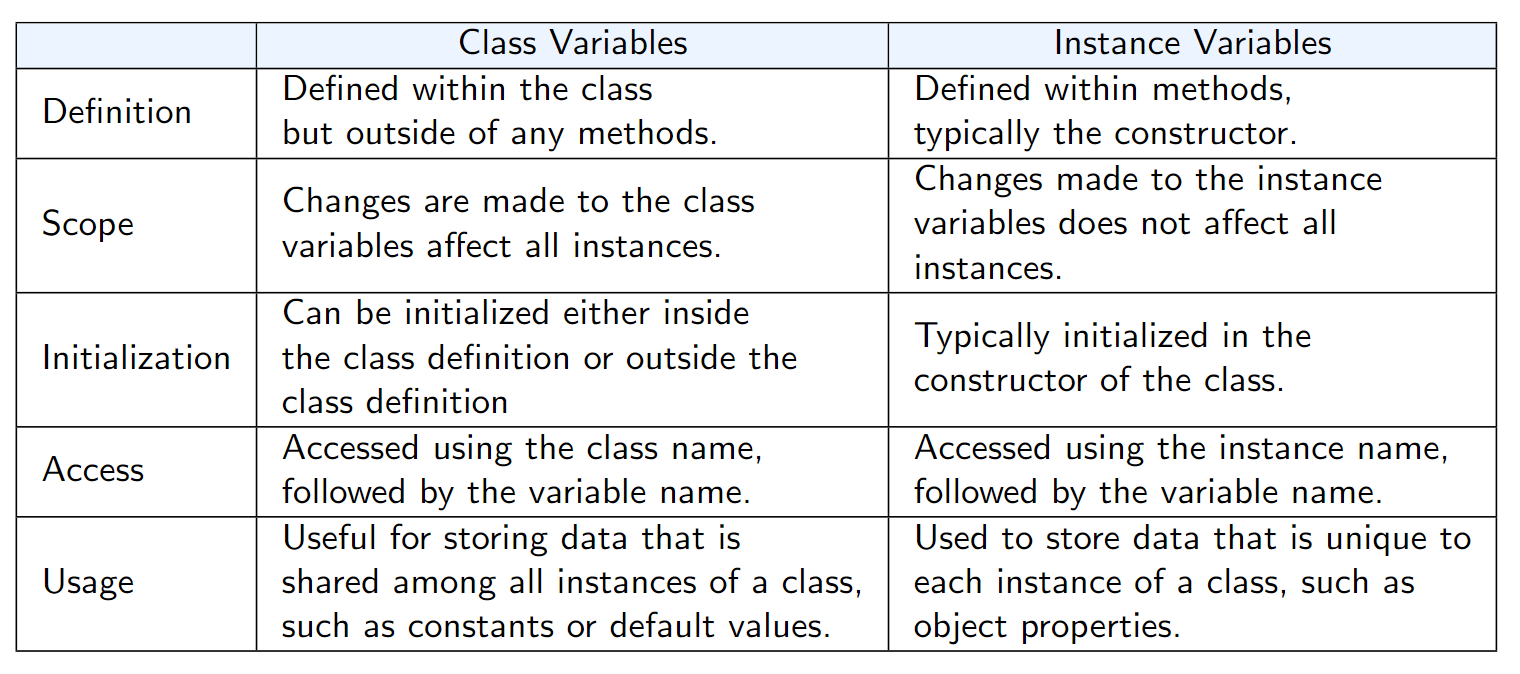 Class Variables
Instance Variables
Definition
Defined within the class
but outside of any methods.
Defined within methods,
typically the constructor.
Scope
Changes are made to the class
variables affect all instances.
Changes made to the instance
variables does not affect all
instances.
Initialization
Can be initialized either inside
the class definition or outside the
class definition
Typically initialized in the
constructor of the class.
Access
Accessed using the class name,
followed by the variable name.
Accessed using the instance name,
followed by the variable name.
Usage
Useful for storing data that is
shared among all instances of a class,
such as constants or default values.
Used to store data that is unique to
each instance of a class, such as
object properties.